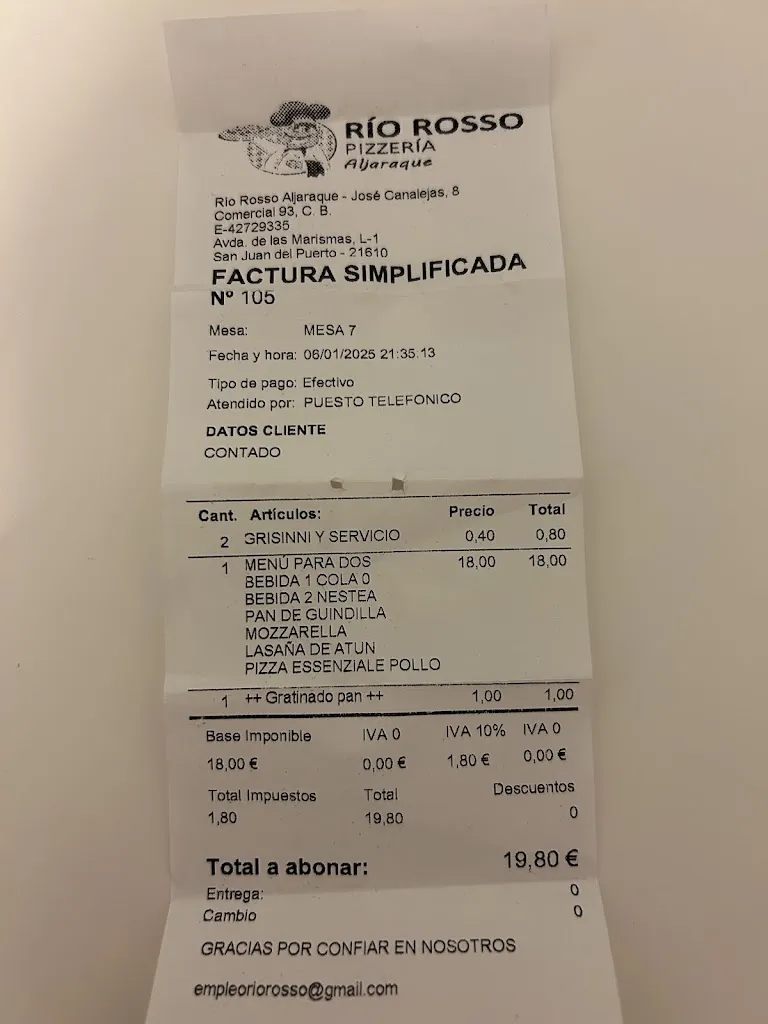 RÍO ROSSO
PIZZERÍA
Aljaraque
Río Rosso Aljaraque - José Canalejas, 8
Comercial 93, C. B.
E-42729335
Avda. de las Marismas, L-1
San Juan del Puerto - 21610
FACTURA SIMPLIFICADA
Nº 105
Mesa: MESA 7
Fecha y hora: 06/01/2025 21:35:13
Tipo de pago: Efectivo
Atendido por: PUESTO TELEFONICO
DATOS CLIENTE
CONTADO
Cant. Artículos: Precio Total
2 GRISINNI Y SERVICIO 0,40 0,80
1 MENÚ PARA DOS 18,00 18,00
BEBIDA 1 COLA 0
BEBIDA 2 NESTEA
PAN DE GUINDILLA
MOZZARELLA
LASAÑA DE ATUN
PIZZA ESSENZIALE POLLO
1 ++ Gratinado pan ++ 1,00 1,00
Base Imponible IVA 0 IVA 10% IVA 0
18,00 € 0,00 € 1,80 € 0,00 €
Total Impuestos Total Descuentos
1,80 19,80 0
Total a abonar: 19,80 €
Entrega: 0
Cambio 0
GRACIAS POR CONFIAR EN NOSOTROS
empleoriorosso@gmail.com